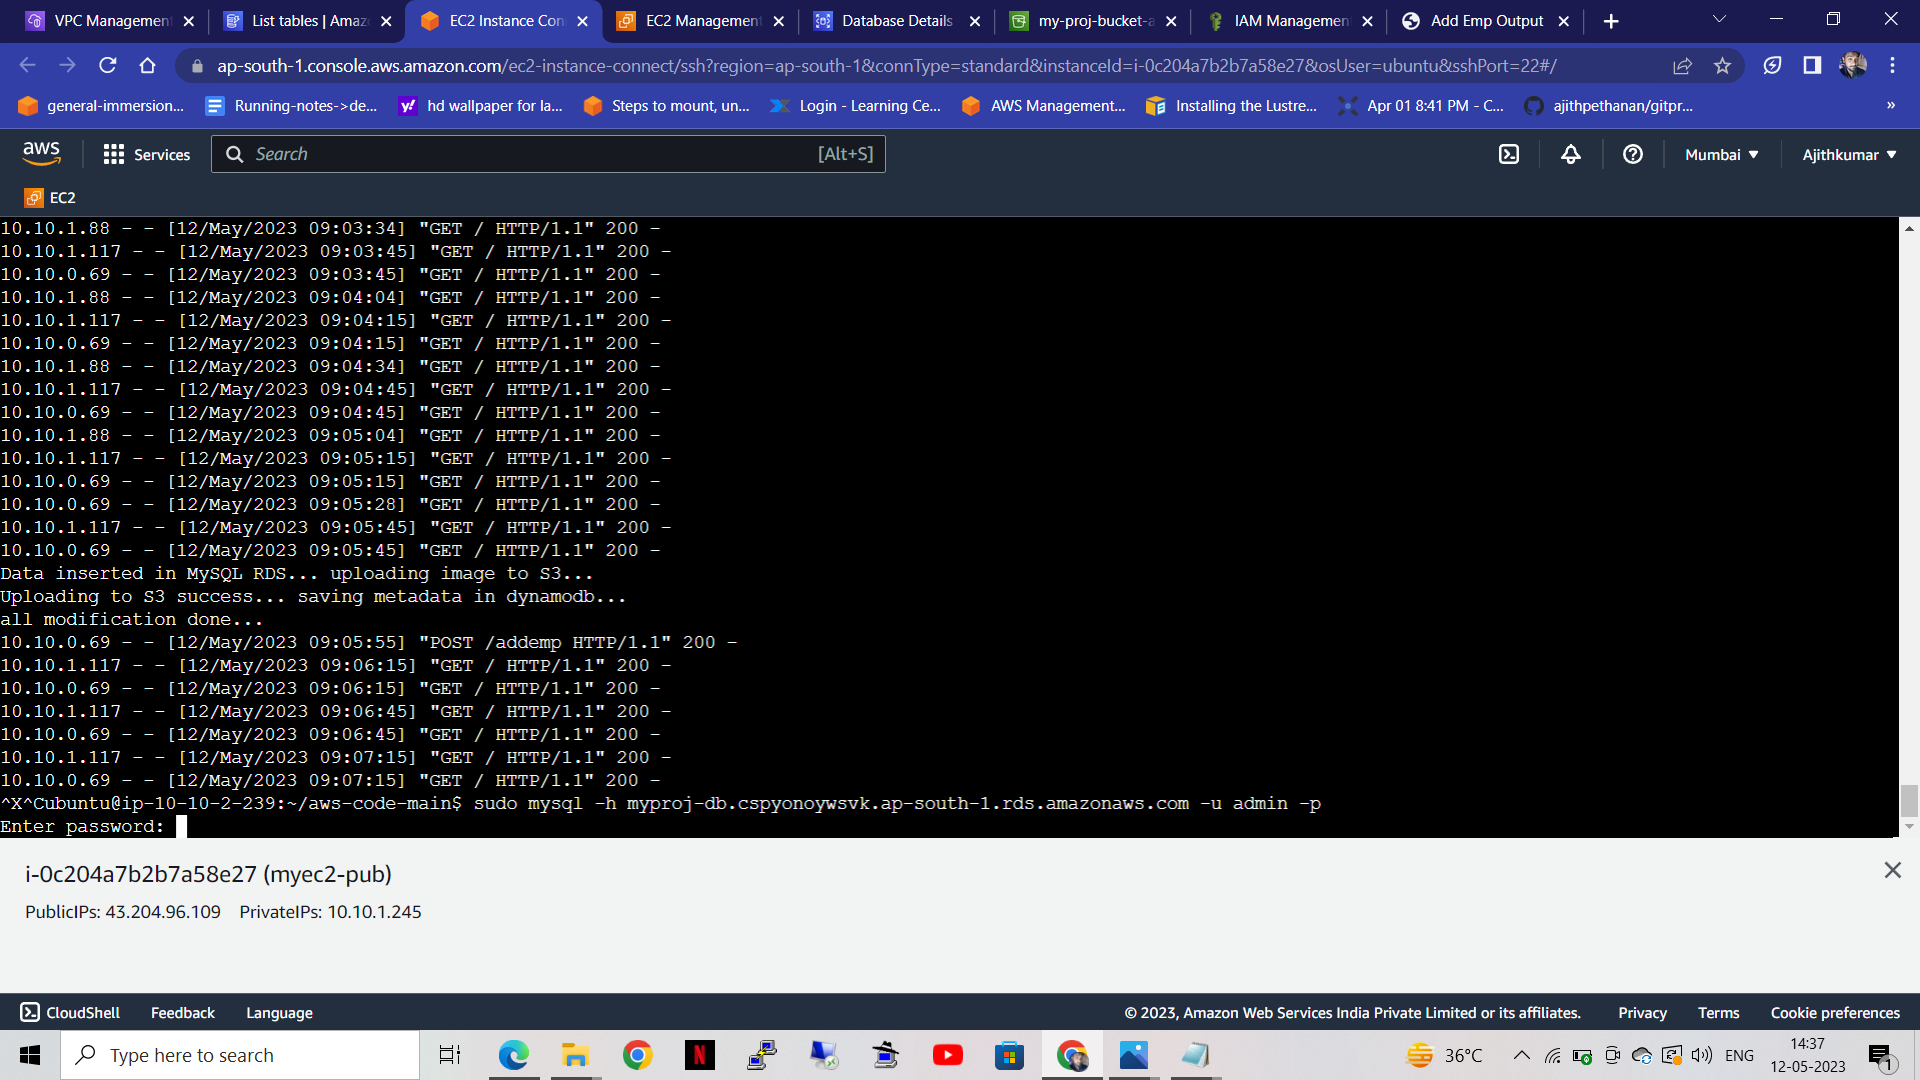 VPC Management
List tables | Amaz
EC2 Instance Con
EC2 Management
Database Details
my-proj-bucket-a
IAM Managemen
Add Emp Output
ap-south-1.console.aws.amazon.com/ec2-instance-connect/ssh?region=ap-south-1&connType=standard&instanceId=i-0c204a7b2b7a58e27&osUser=ubuntu&sshPort=22#/
general-immersion...
Running-notes->de...
hd wallpaper for la...
Steps to mount, un...
Login - Learning Ce...
AWS Management...
Installing the Lustre...
Apr 01 8:41 PM - C...
ajithpethanan/gitpr...
»
aws
Services
Search
[Alt+S]
Mumbai
Ajithkumar
EC2
10.10.1.88 - - [12/May/2023 09:03:34] "GET / HTTP/1.1" 200 -
10.10.1.117 - - [12/May/2023 09:03:45] "GET / HTTP/1.1" 200 -
10.10.0.69 - - [12/May/2023 09:03:45] "GET / HTTP/1.1" 200 -
10.10.1.88 - - [12/May/2023 09:04:04] "GET / HTTP/1.1" 200 -
10.10.1.117 - - [12/May/2023 09:04:15] "GET / HTTP/1.1" 200 -
10.10.0.69 - - [12/May/2023 09:04:15] "GET / HTTP/1.1" 200 -
10.10.1.88 - - [12/May/2023 09:04:34] "GET / HTTP/1.1" 200 -
10.10.1.117 - - [12/May/2023 09:04:45] "GET / HTTP/1.1" 200 -
10.10.0.69 - - [12/May/2023 09:04:45] "GET / HTTP/1.1" 200 -
10.10.1.88 - - [12/May/2023 09:05:04] "GET / HTTP/1.1" 200 -
10.10.1.117 - - [12/May/2023 09:05:15] "GET / HTTP/1.1" 200 -
10.10.0.69 - - [12/May/2023 09:05:15] "GET / HTTP/1.1" 200 -
10.10.0.69 - - [12/May/2023 09:05:28] "GET / HTTP/1.1" 200 -
10.10.1.117 - - [12/May/2023 09:05:45] "GET / HTTP/1.1" 200 -
10.10.0.69 - - [12/May/2023 09:05:45] "GET / HTTP/1.1" 200 -
Data inserted in MySQL RDS... uploading image to S3...
Uploading to S3 success... saving metadata in dynamodb...
all modification done...
10.10.0.69 - - [12/May/2023 09:05:55] "POST /addemp HTTP/1.1" 200 -
10.10.1.117 - - [12/May/2023 09:06:15] "GET / HTTP/1.1" 200 -
10.10.0.69 - - [12/May/2023 09:06:15] "GET / HTTP/1.1" 200 -
10.10.1.117 - - [12/May/2023 09:06:45] "GET / HTTP/1.1" 200 -
10.10.0.69 - - [12/May/2023 09:06:45] "GET / HTTP/1.1" 200 -
10.10.1.117 - - [12/May/2023 09:07:15] "GET / HTTP/1.1" 200 -
10.10.0.69 - - [12/May/2023 09:07:15] "GET / HTTP/1.1" 200 -
^X^Cubuntu@ip-10-10-2-239:~/aws-code-main$ sudo mysql -h myproj-db.cspyonoywsvk.ap-south-1.rds.amazonaws.com -u admin -p
Enter password:
i-0c204a7b2b7a58e27 (myec2-pub)
PublicIPs: 43.204.96.109 PrivateIPs: 10.10.1.245
CloudShell
Feedback
Language
© 2023, Amazon Web Services India Private Limited or its affiliates.
Privacy
Terms
Cookie preferences
Type here to search
36°C
ENG
14:37
12-05-2023
1